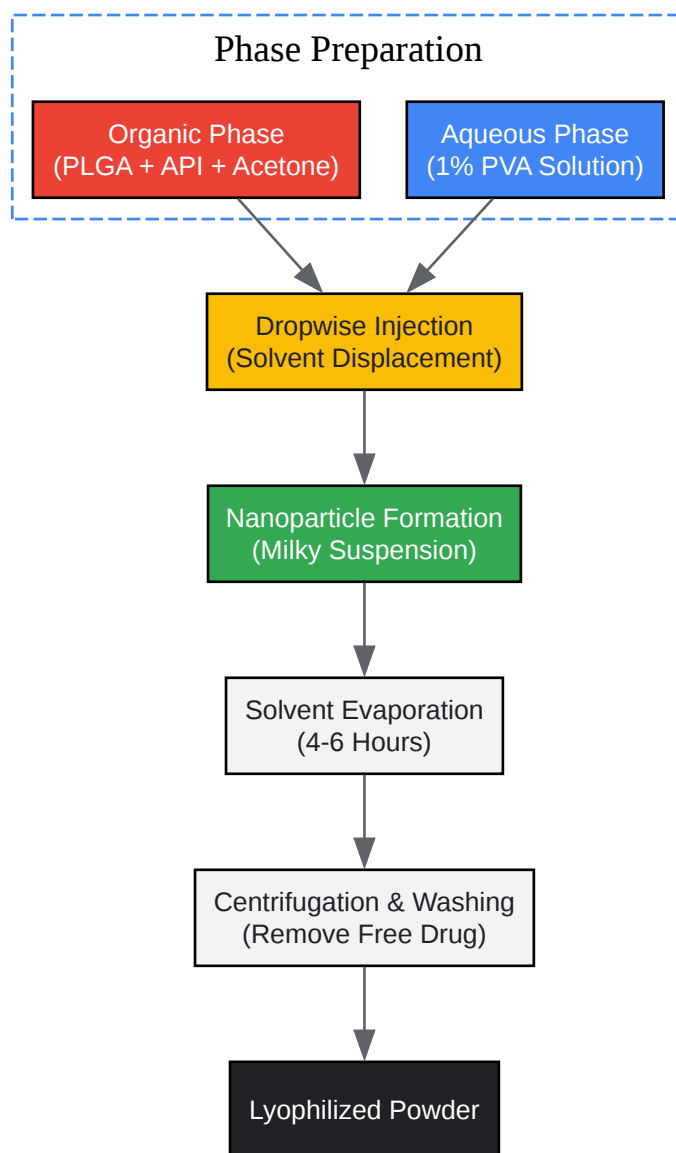 Phase Preparation
Organic Phase
(PLGA + API + Acetone)
Aqueous Phase
(1% PVA Solution)
Dropwise Injection
(Solvent Displacement)
Nanoparticle Formation
(Milky Suspension)
Solvent Evaporation
(4-6 Hours)
Centrifugation & Washing
(Remove Free Drug)
Lyophilized Powder